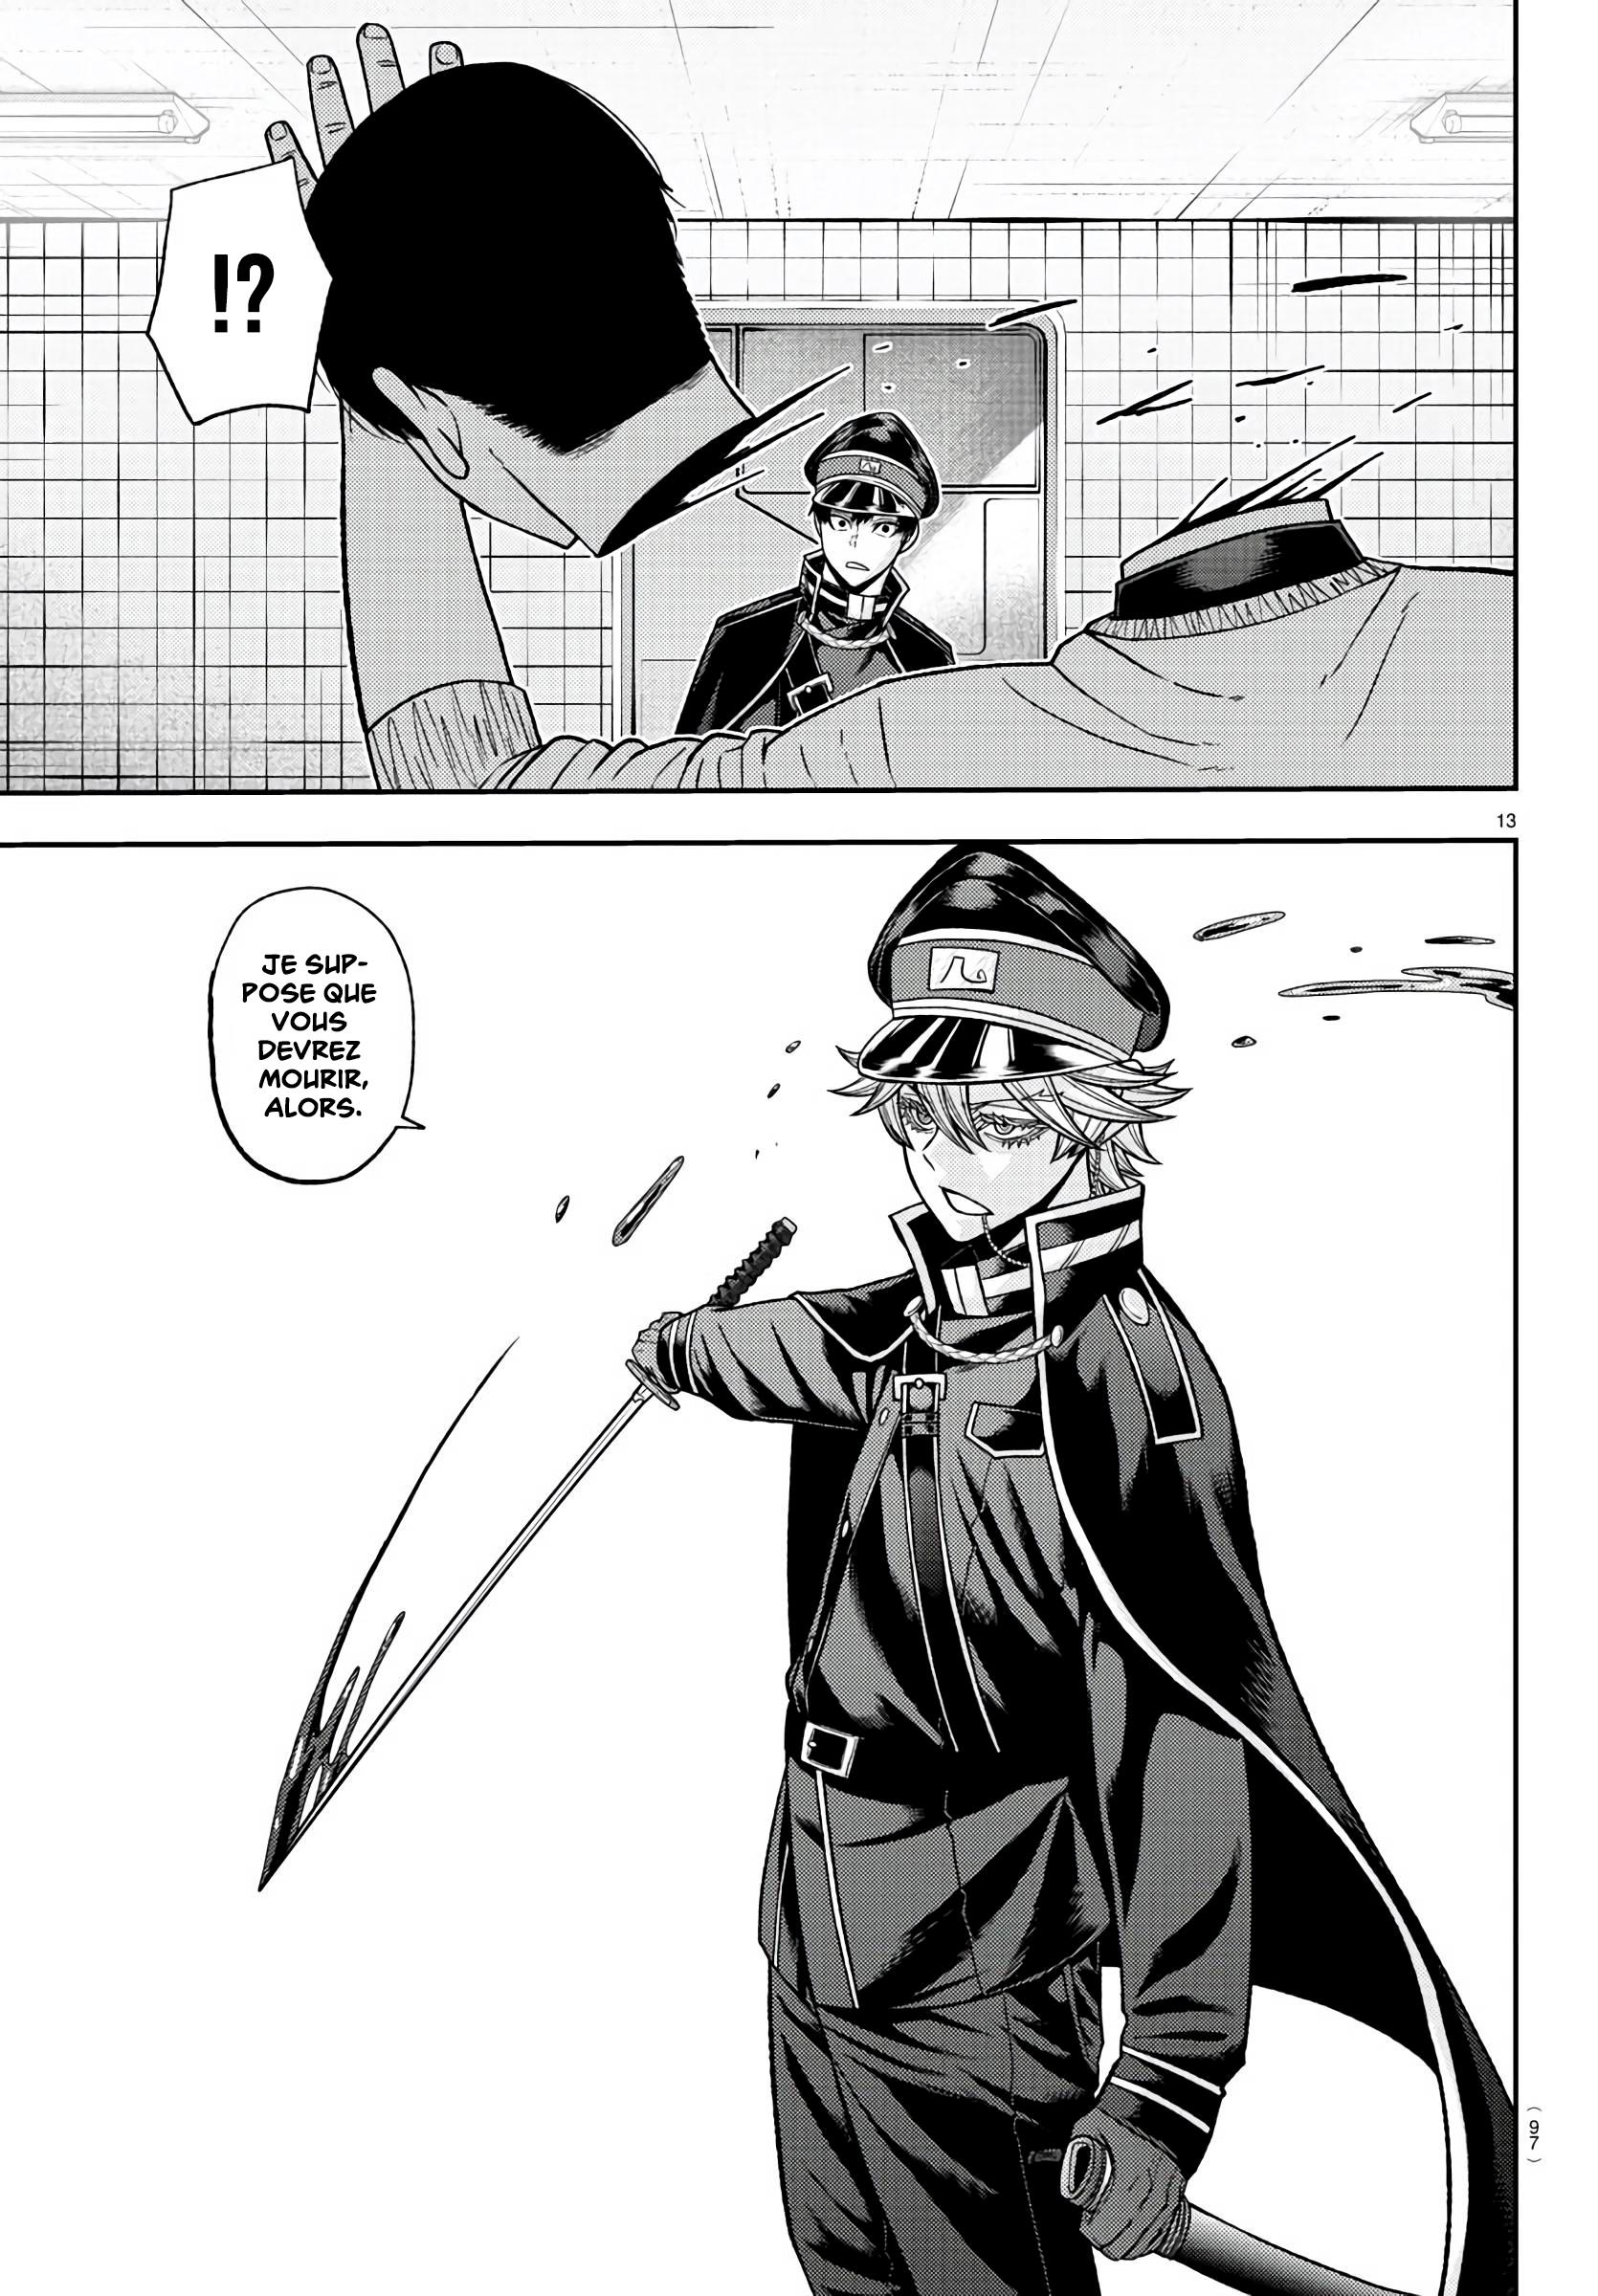 !?
13
JE SUP-
POSE QUE
VOUS
DEVREZ
MOURIR,
ALORS.
(97)